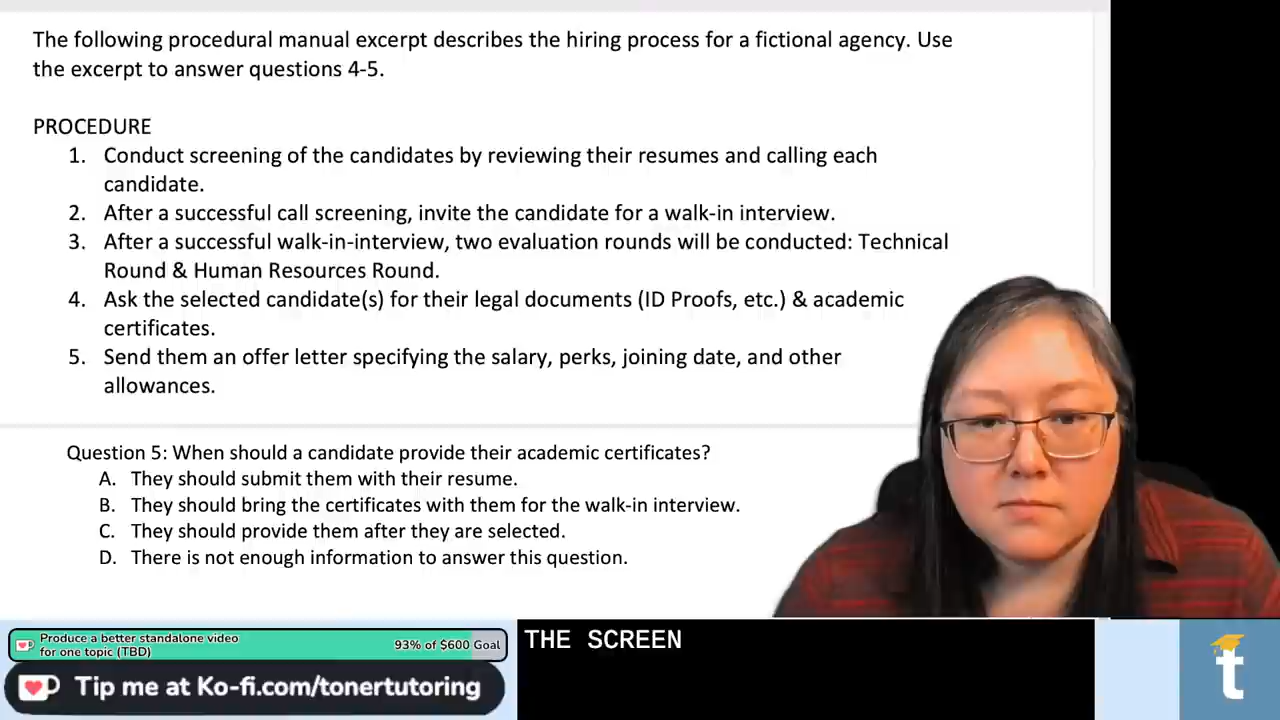 The following procedural manual excerpt describes the hiring process for a fictional agency. Use
the excerpt to answer questions 4-5.
PROCEDURE
1. Conduct screening of the candidates by reviewing their resumes and calling each
candidate.
2. After a successful call screening, invite the candidate for a walk-in interview.
3. After a successful walk-in-interview, two evaluation rounds will be conducted: Technical
Round & Human Resources Round.
4. Ask the selected candidate(s) for their legal documents (ID Proofs, etc.) & academic
certificates.
5. Send them an offer letter specifying the salary, perks, joining date, and other
allowances.
Question 5: When should a candidate provide their academic certificates?
A. They should submit them with their resume.
B. They should bring the certificates with them for the walk-in interview.
C. They should provide them after they are selected.
D. There is not enough information to answer this question.
Produce a better standalone video
for one topic (TBD)
93% of $600 Goal
THE SCREEN
Tip me at Ko-fi.com/tonertutoring
t